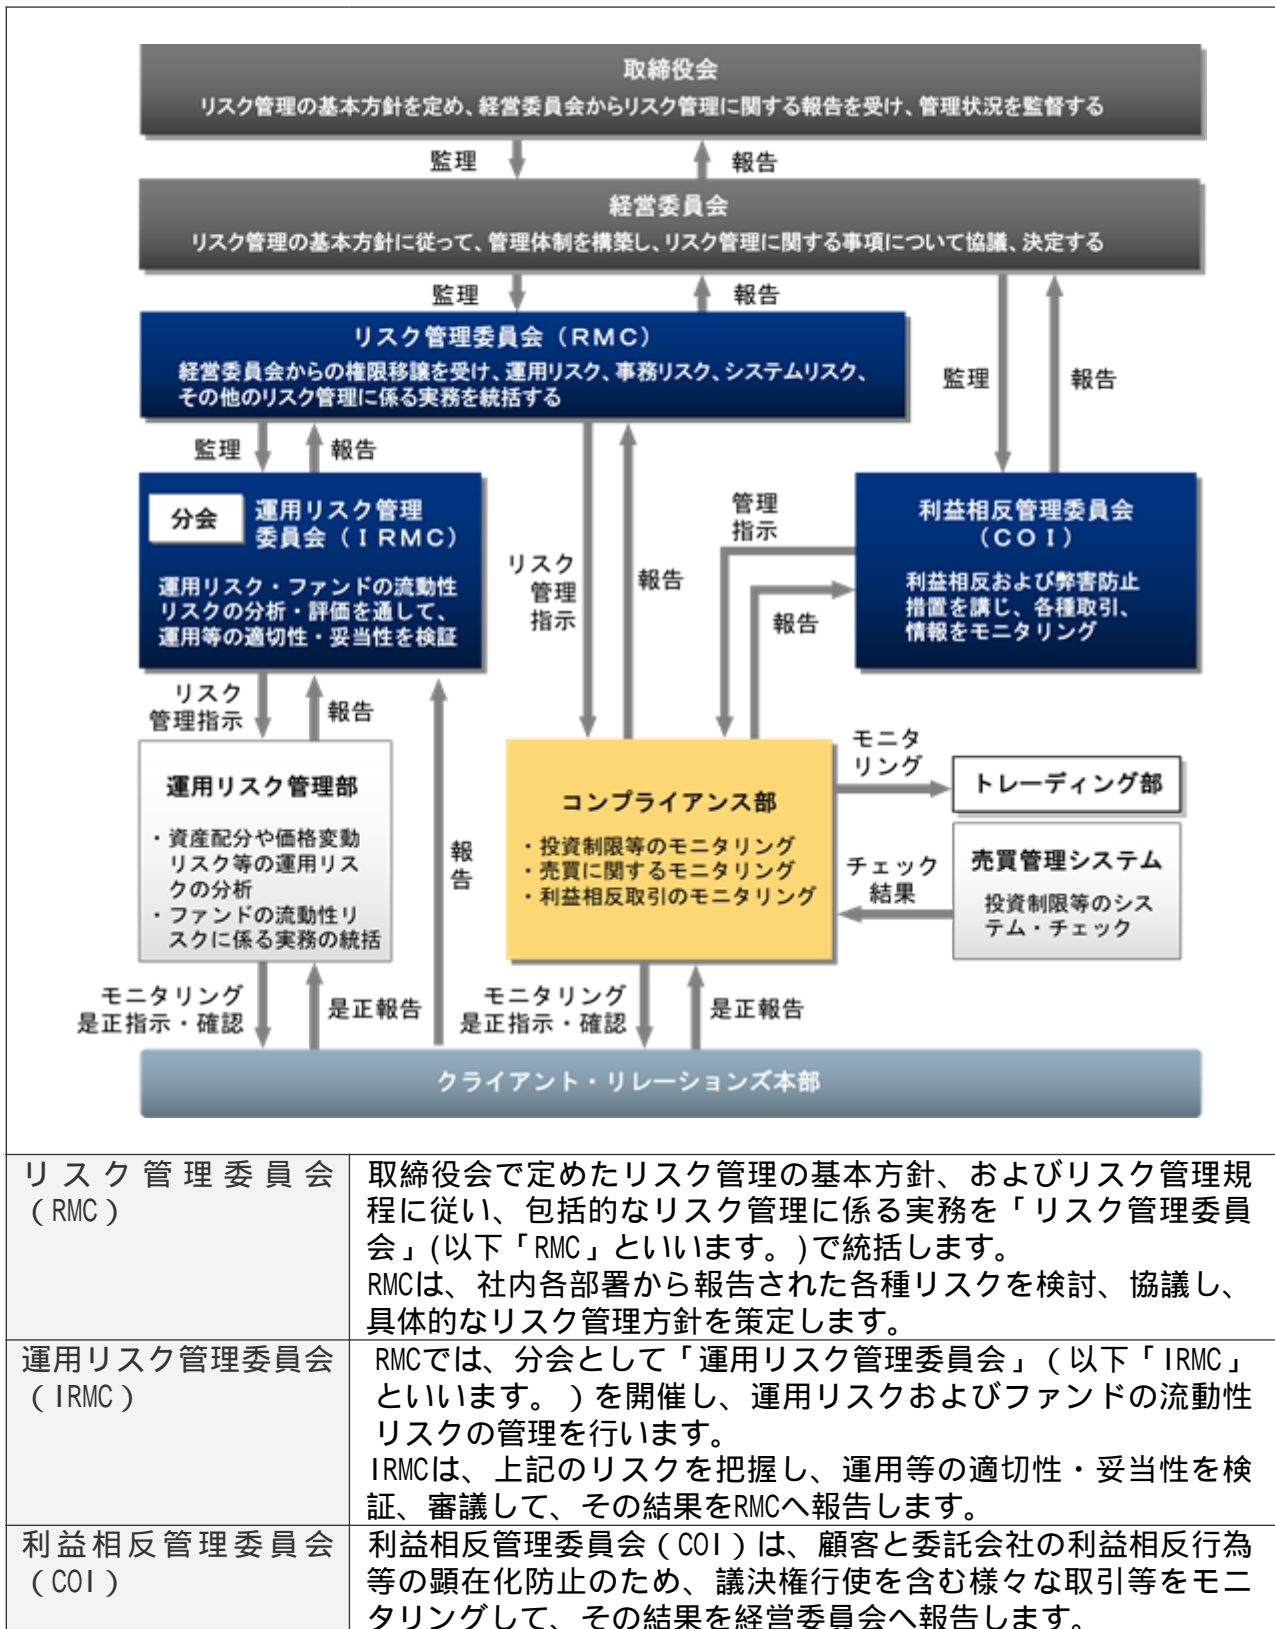 取締役会
リスク管理の基本方針を定め、経営委員会からリスク管理に関する報告を受け、管理状況を監督する
監理
報告
経営委員会
リスク管理の基本方針に従って、管理体制を構築し、リスク管理に関する事項について協議、決定する
監理
報告
リスク管理委員会(RMC)
経営委員会からの権限移譲を受け、運用リスク、事務リスク、システムリスク、
その他のリスク管理に係る実務を統括する
監理
報告
監理
報告
分会
運用リスク管理
委員会(IRMC)
運用リスク・ファンドの流動性
リスクの分析・評価を通して、
運用等の適切性・妥当性を検証
リスク
管理
指示
報告
管理
指示
報告
利益相反管理委員会
(COI)
利益相反および弊害防止
措置を講じ、各種取引、
情報をモニタリング
リスク
管理指示
報告
報
告
運用リスク管理部
・資産配分や価格変動
リスク等の運用リス
クの分析
・ファンドの流動性リ
スクに係る実務の統括
コンプライアンス部
・投資制限等のモニタリング
・売買に関するモニタリング
・利益相反取引のモニタリング
モニタ
リング
トレーディング部
チェック
結果
売買管理システム
投資制限等のシス
テム・チェック
モニタリング
是正指示・確認
是正報告
モニタリング
是正指示・確認
是正報告
クライアント・リレーションズ本部
リスク管理委員会
(RMC)
取締役会で定めたリスク管理の基本方針、およびリスク管理規
程に従い、包括的なリスク管理に係る実務を「リスク管理委員
会」(以下「RMC」といいます。)で統括します。
RMCは、社内各部署から報告された各種リスクを検討、協議し、
具体的なリスク管理方針を策定します。
運用リスク管理委員会
(IRMC)
RMCでは、分会として「運用リスク管理委員会」(以下「IRMC」
といいます。)を開催し、運用リスクおよびファンドの流動性
リスクの管理を行います。
IRMCは、上記のリスクを把握し、運用等の適切性・妥当性を検
証、審議して、その結果をRMCへ報告します。
利益相反管理委員会
(COI)
利益相反管理委員会(COI)は、顧客と委託会社の利益相反行為
等の顕在化防止のため、議決権行使を含む様々な取引等をモニ
タリングして、その結果を経営委員会へ報告します。